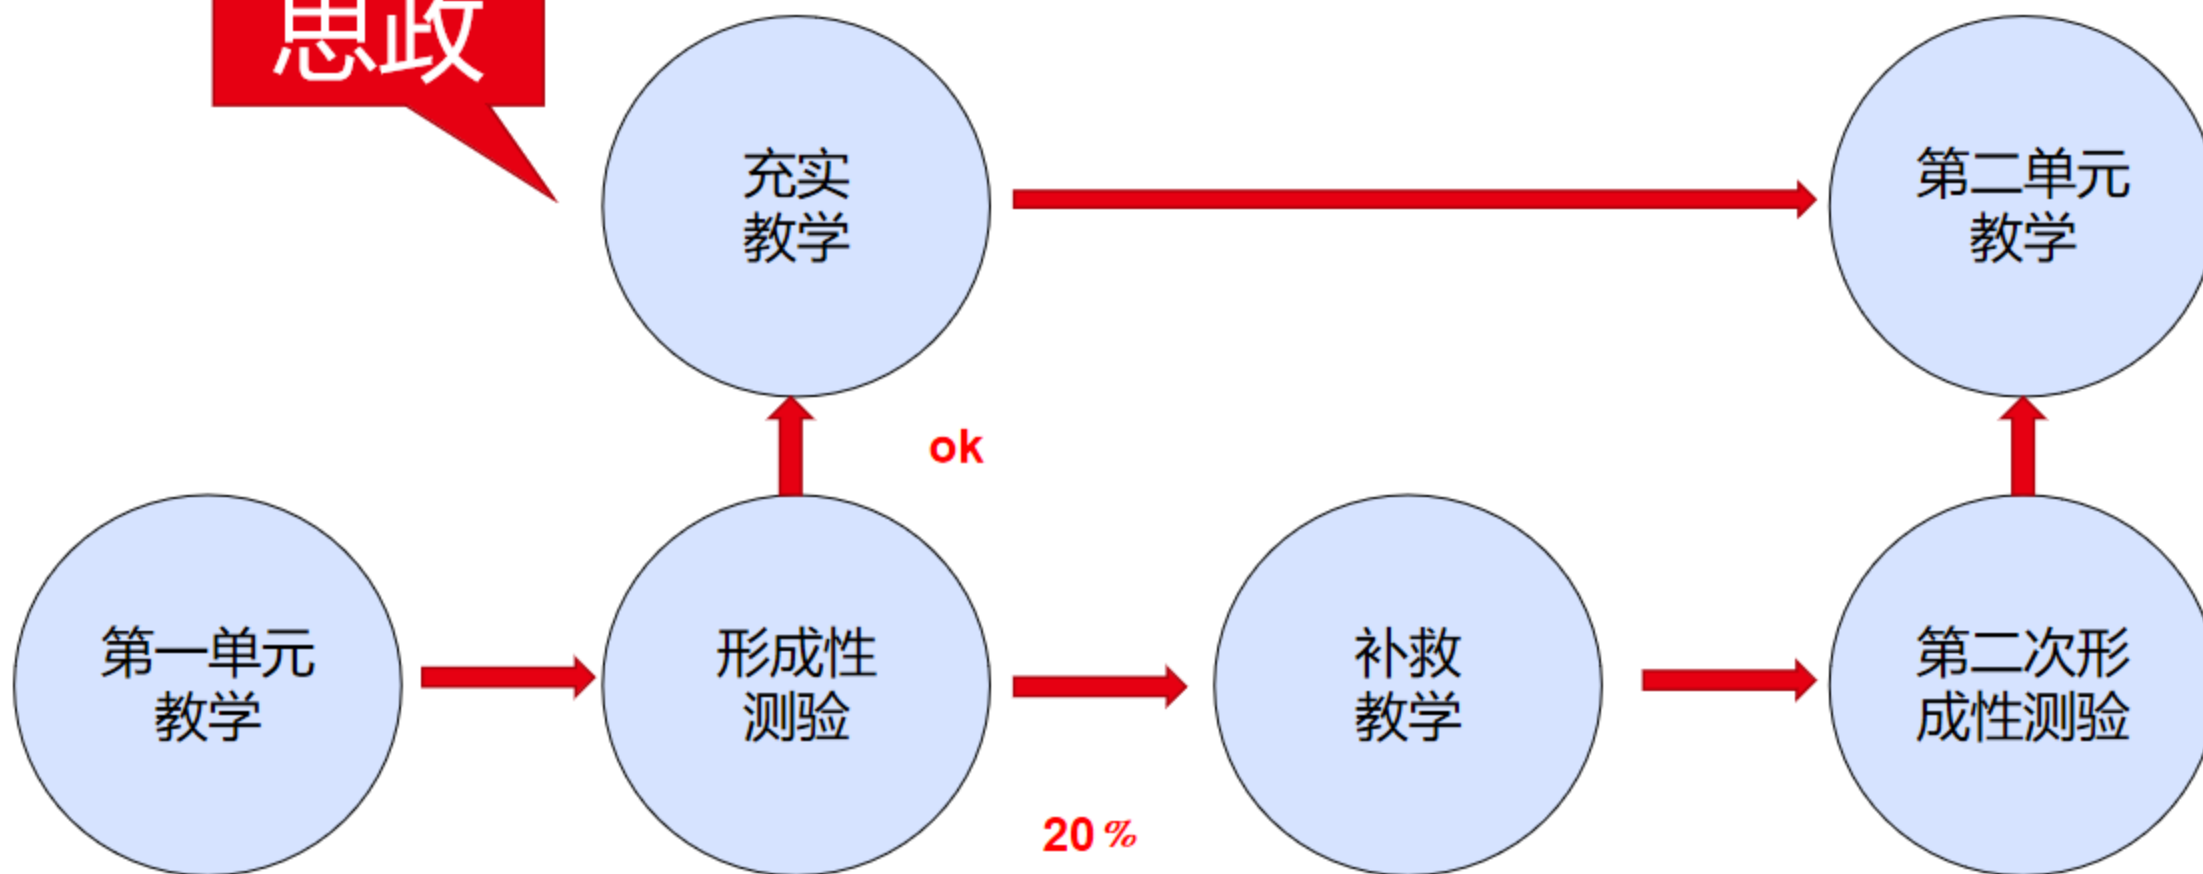 思政
充实
教学
第二单元
教学
ok
第一单元
教学
形成性
测验
补救
教学
第二次形
成性测验
20%